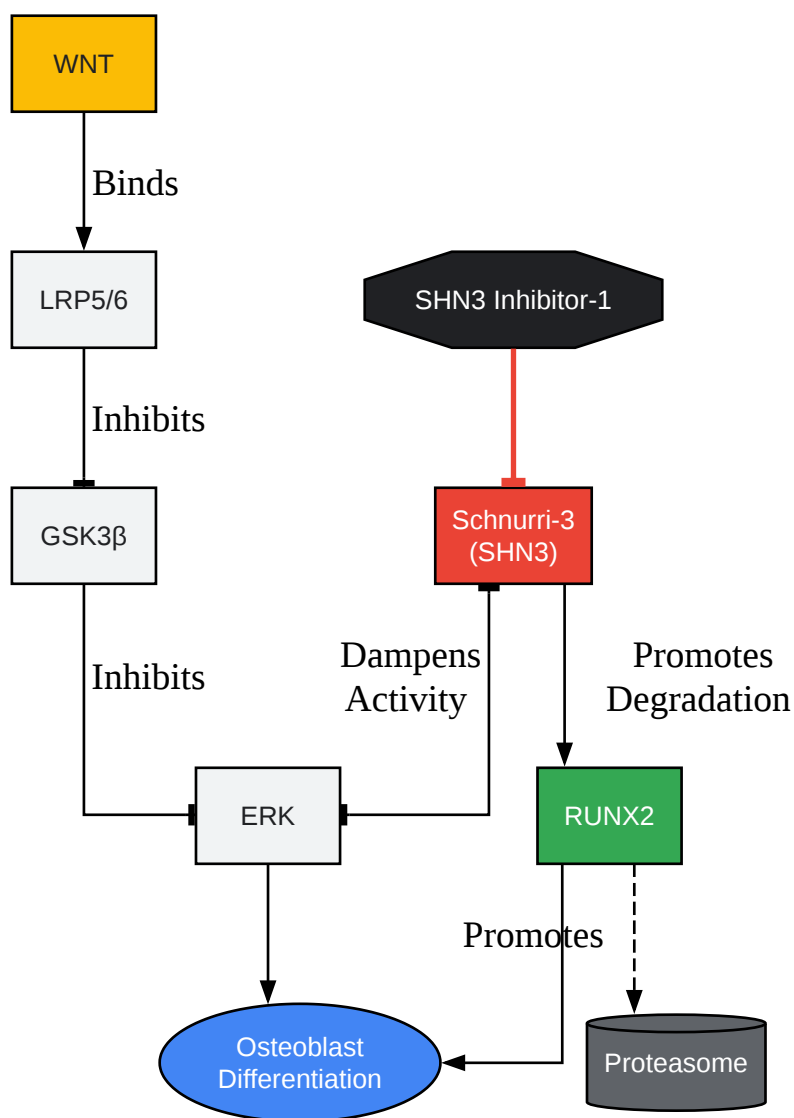 WNT
Binds
LRP5/6
SHN3 Inhibitor-1
Inhibits
GSK3β
Schnurri-3
(SHN3)
Inhibits
Dampens
Activity
Promotes
Degradation
ERK
RUNX2
Promotes
Osteoblast
Differentiation
Proteasome